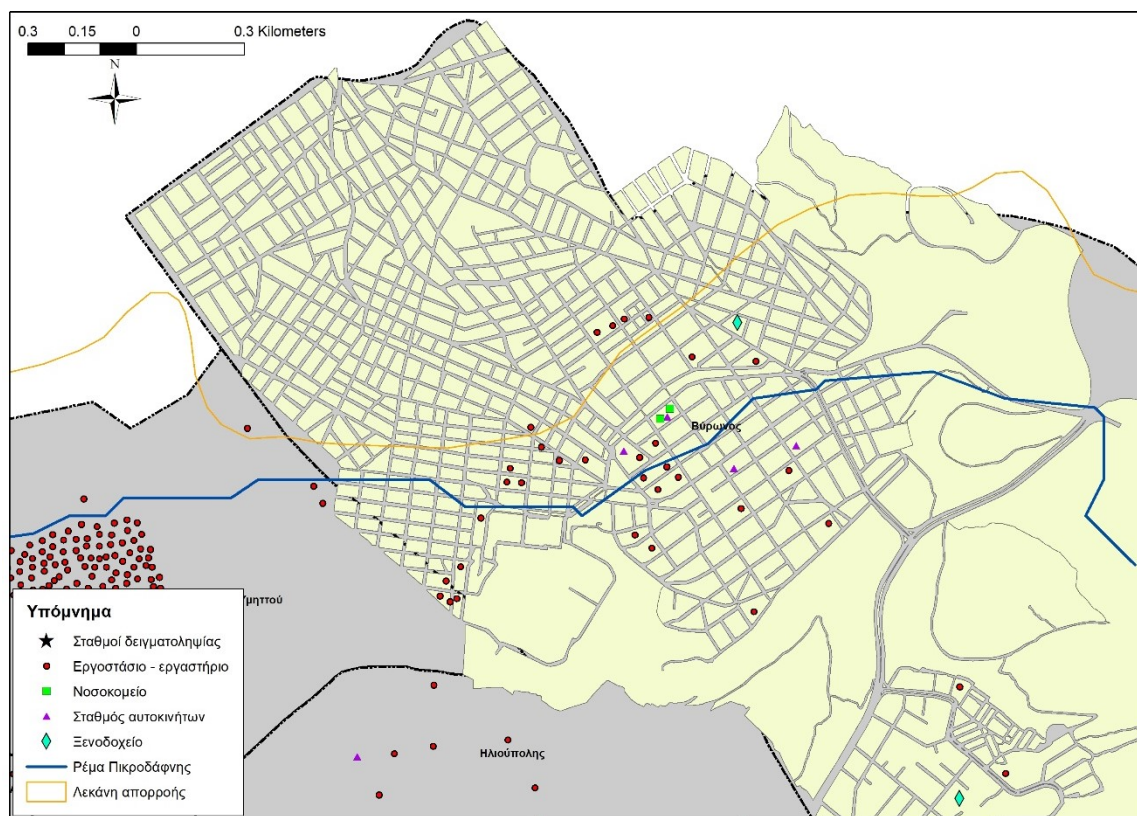 0.3 0.15 0 0.3 Kilometers
N
Βύρωνος
Ηλιούπολης
Υπόμνημα
Σταθμοί δειγματοληψίας
Εργοστάσιο - εργαστήριο
Νοσοκομείο
Σταθμός αυτοκινήτων
Ξενοδοχείο
Ρέμα Πικροδάφνης
Λεκάνη απορροής